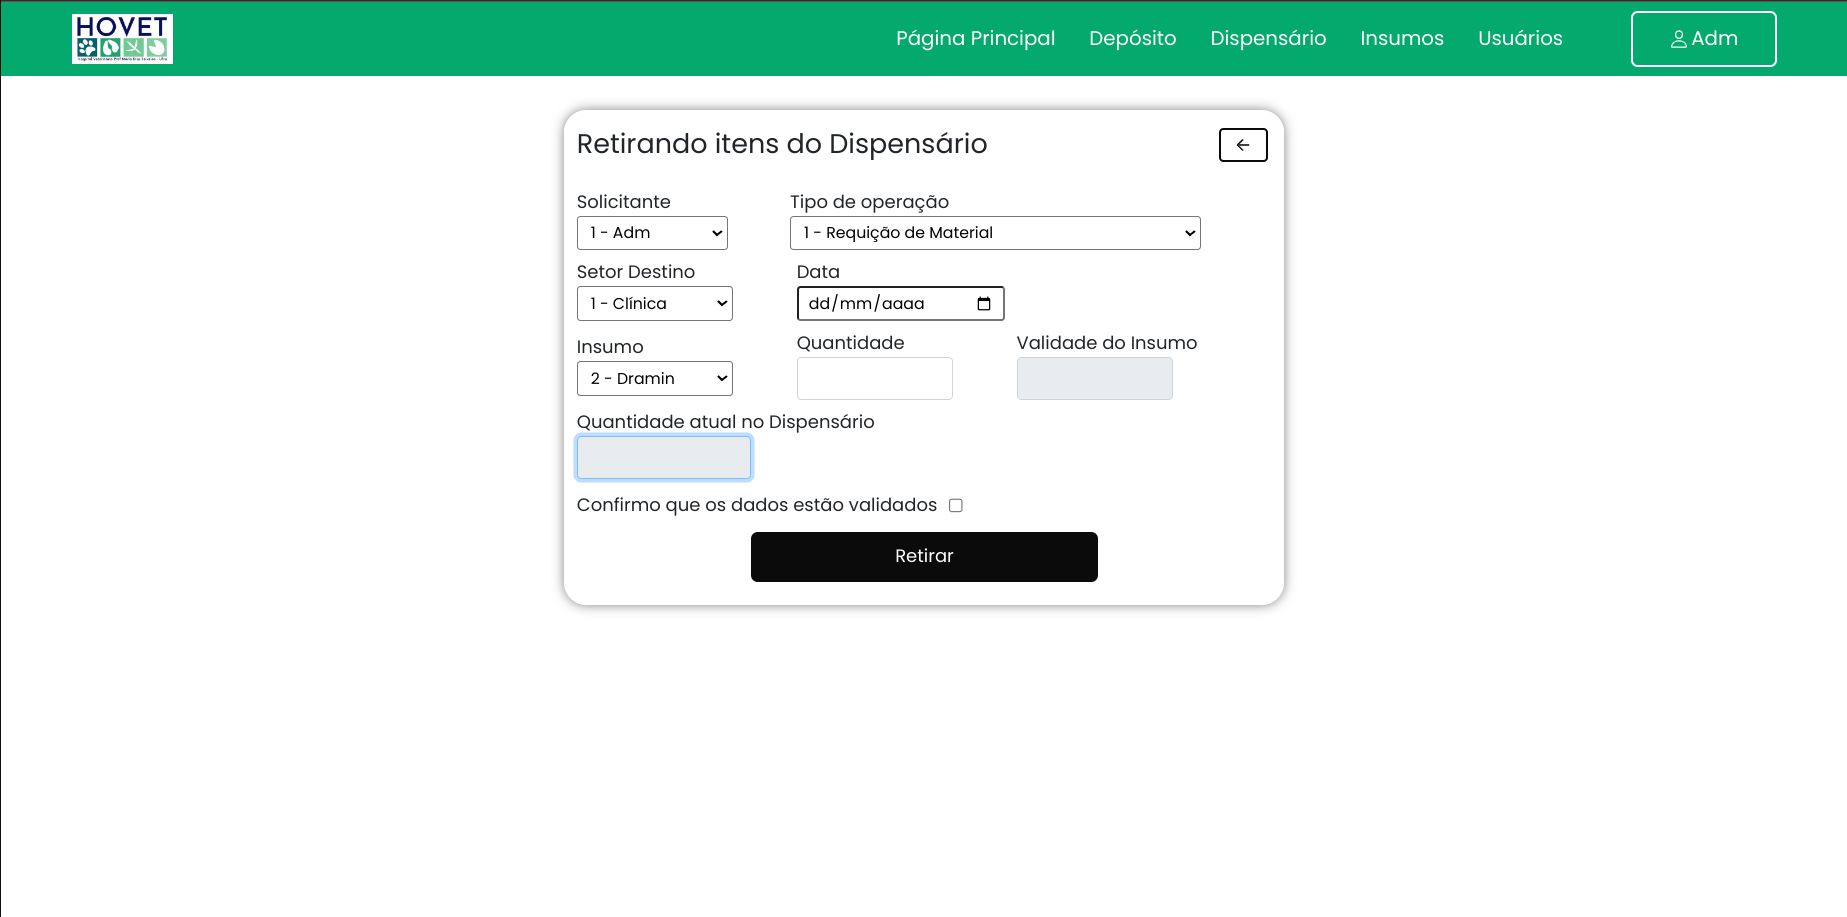 HOVET
Página Principal Depósito Dispensário Insumos Usuários Adm
Retirando itens do Dispensário
Solicitante Tipo de operação
1 - Adm 1 - Requição de Material
Setor Destino Data
1 - Clínica dd/mm/aaaa
Insumo Quantidade Validade do Insumo
2 - Dramin
Quantidade atual no Dispensário
Confirmo que os dados estão validados
Retirar